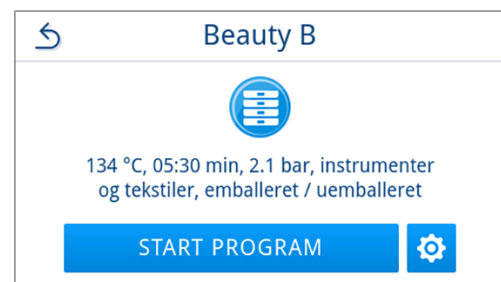 Beauty B
134 °C, 05:30 min, 2.1 bar, instrumenter
og tekstiler, emballeret / uemballeret
START PROGRAM